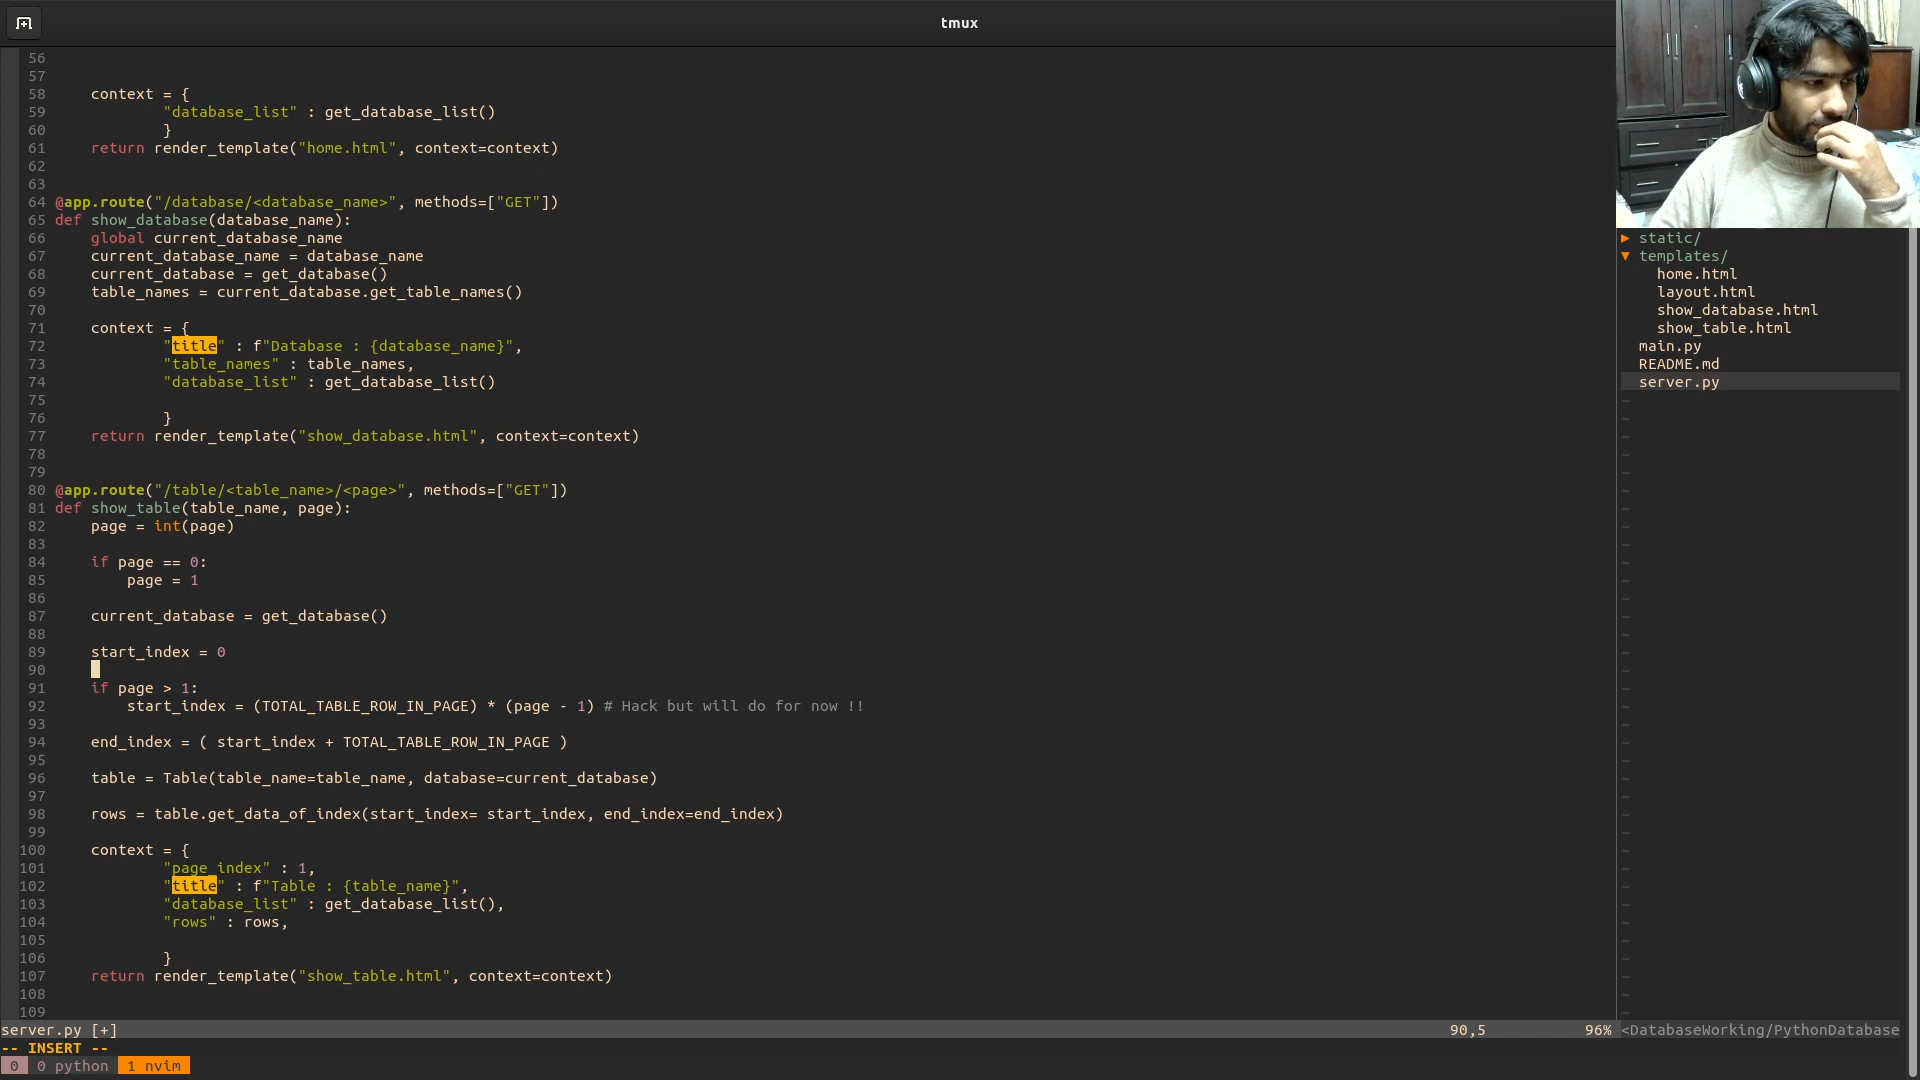 tmux
56
57
58     context = {
59             "database_list" : get_database_list()
60             }
61     return render_template("home.html", context=context)
62
63
64 @app.route("/database/<database_name>", methods=["GET"])
65 def show_database(database_name):
66     global current_database_name
67     current_database_name = database_name
68     current_database = get_database()
69     table_names = current_database.get_table_names()
70
71     context = {
72             "title" : f"Database : {database_name}",
73             "table_names" : table_names,
74             "database_list" : get_database_list()
75
76             }
77     return render_template("show_database.html", context=context)
78
79
80 @app.route("/table/<table_name>/<page>", methods=["GET"])
81 def show_table(table_name, page):
82     page = int(page)
83
84     if page == 0:
85         page = 1
86
87     current_database = get_database()
88
89     start_index = 0
90
91     if page > 1:
92         start_index = (TOTAL_TABLE_ROW_IN_PAGE) * (page - 1) # Hack but will do for now !!
93
94     end_index = ( start_index + TOTAL_TABLE_ROW_IN_PAGE )
95
96     table = Table(table_name=table_name, database=current_database)
97
98     rows = table.get_data_of_index(start_index= start_index, end_index=end_index)
99
100     context = {
101             "page_index" : 1,
102             "title" : f"Table : {table_name}",
103             "database_list" : get_database_list(),
104             "rows" : rows,
105
106             }
107     return render_template("show_table.html", context=context)
108
109
▸ static/
▾ templates/
home.html
layout.html
show_database.html
show_table.html
main.py
README.md
server.py
server.py [+] 90,5 96% <DatabaseWorking/PythonDatabase
-- INSERT --
0 0 python 1 nvim